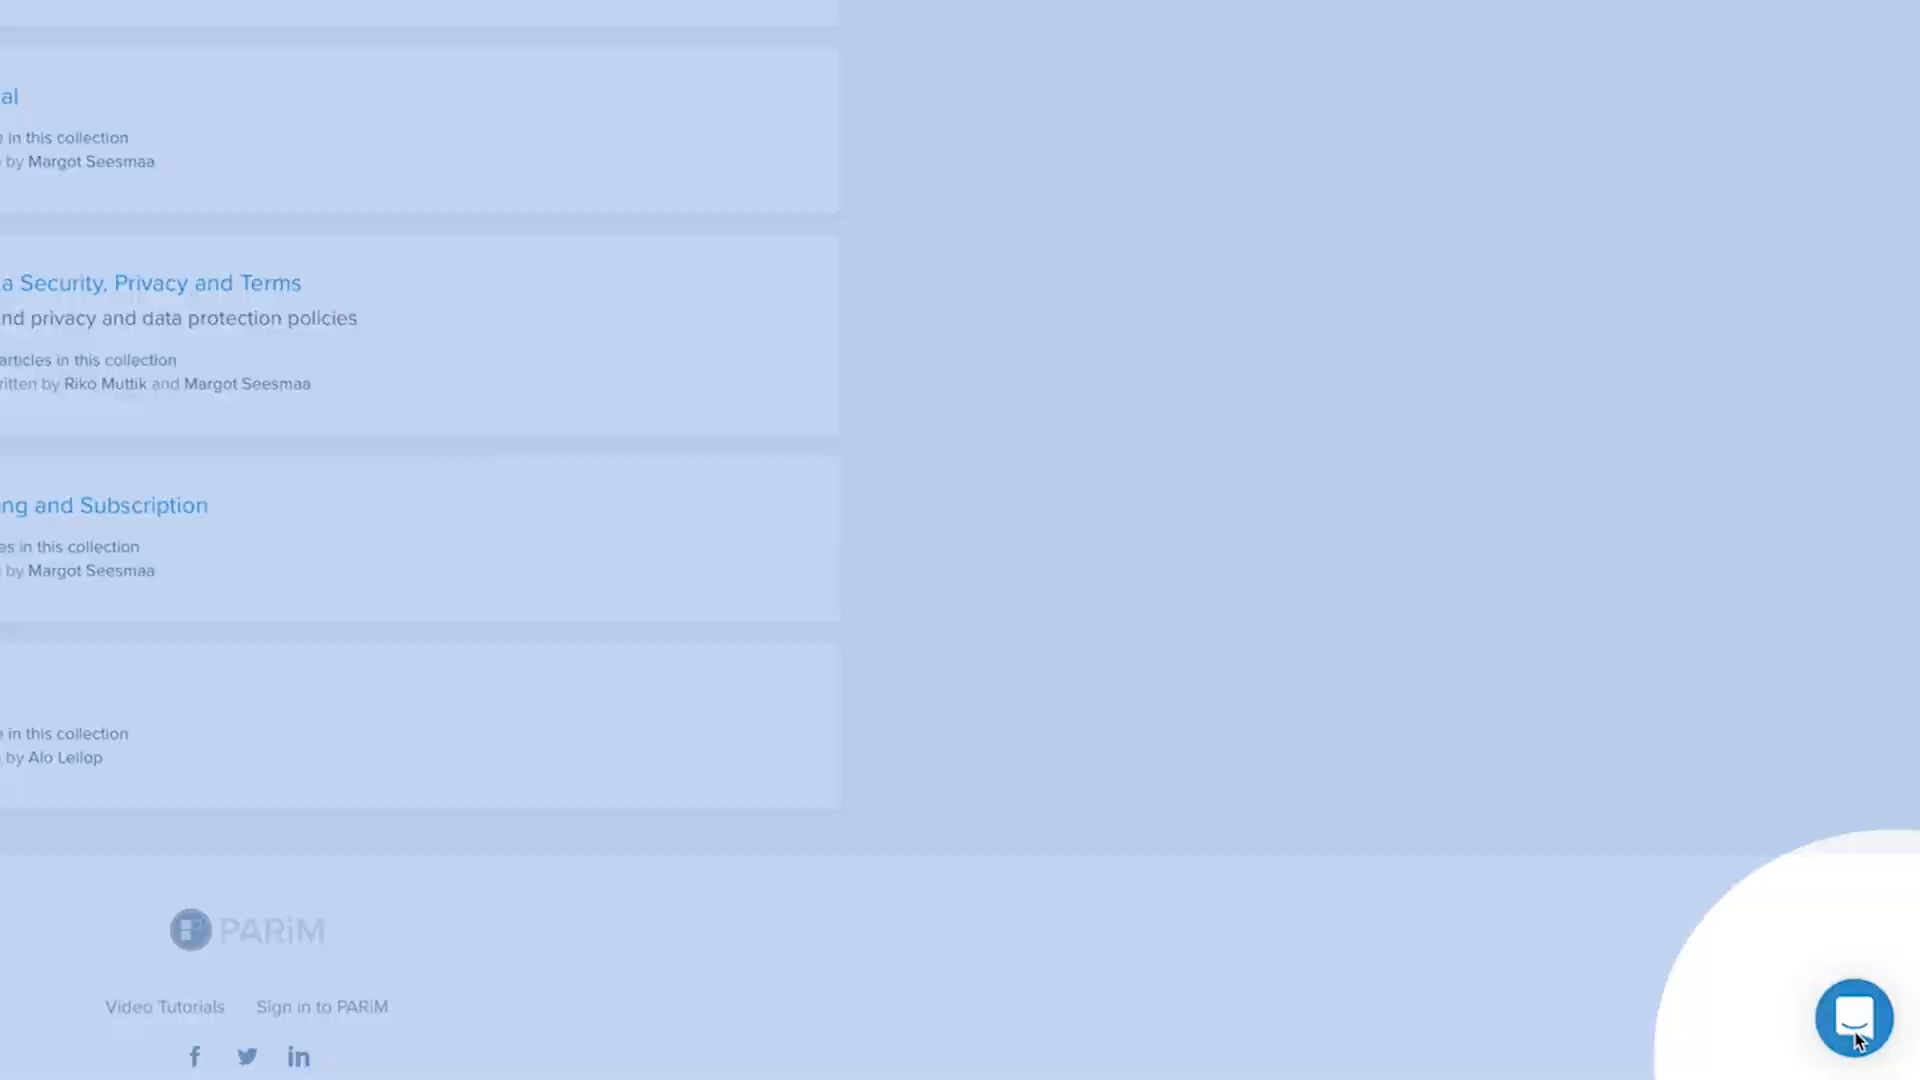 al
in this collection
by Margot Seesmaa
a Security, Privacy and Terms
nd privacy and data protection policies
articles in this collection
ritten by Riko Muttik and Margot Seesmaa
ng and Subscription
es in this collection
by Margot Seesmaa
in this collection
by Alo Lellop
PARiM
Video Tutorials Sign in to PARiM